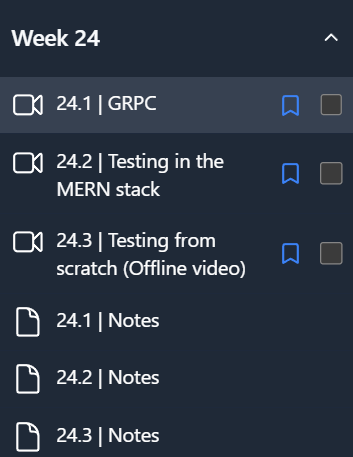 Week 24
24.1 | GRPC
24.2 | Testing in the
MERN stack
24.3 | Testing from
scratch (Offline video)
24.1 | Notes
24.2 | Notes
24.3 | Notes